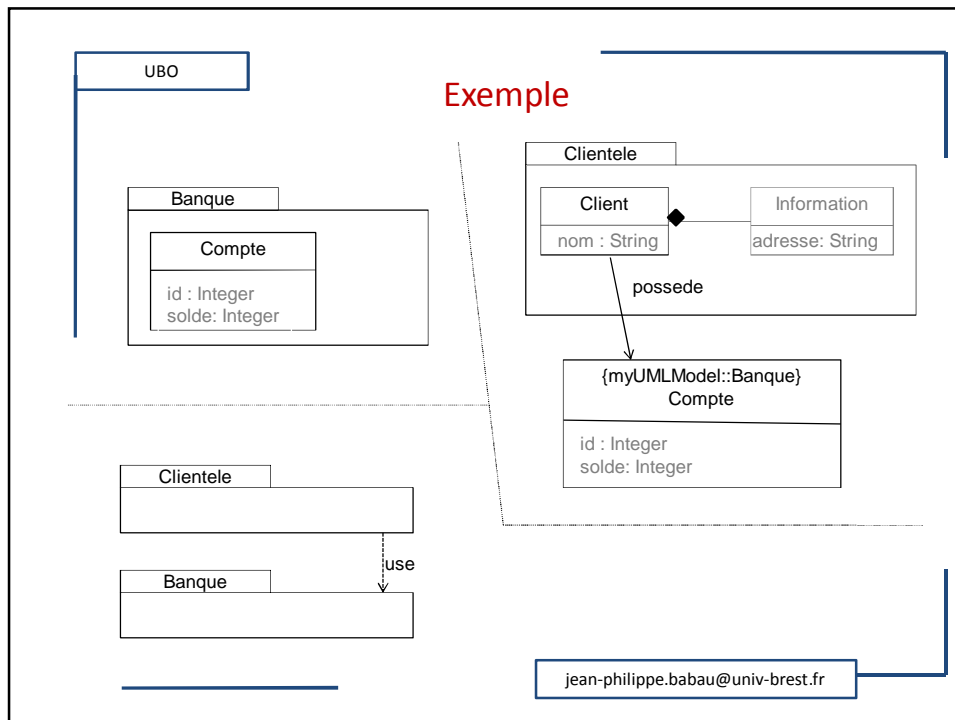 UBO
Exemple
Banque
Compte
id : Integer
solde: Integer
Clientele
Client
nom : String
Information
adresse: String
possede
{myUMLModel::Banque}
Compte
id : Integer
solde: Integer
Clientele
use
Banque
jean-philippe.babau@univ-brest.fr